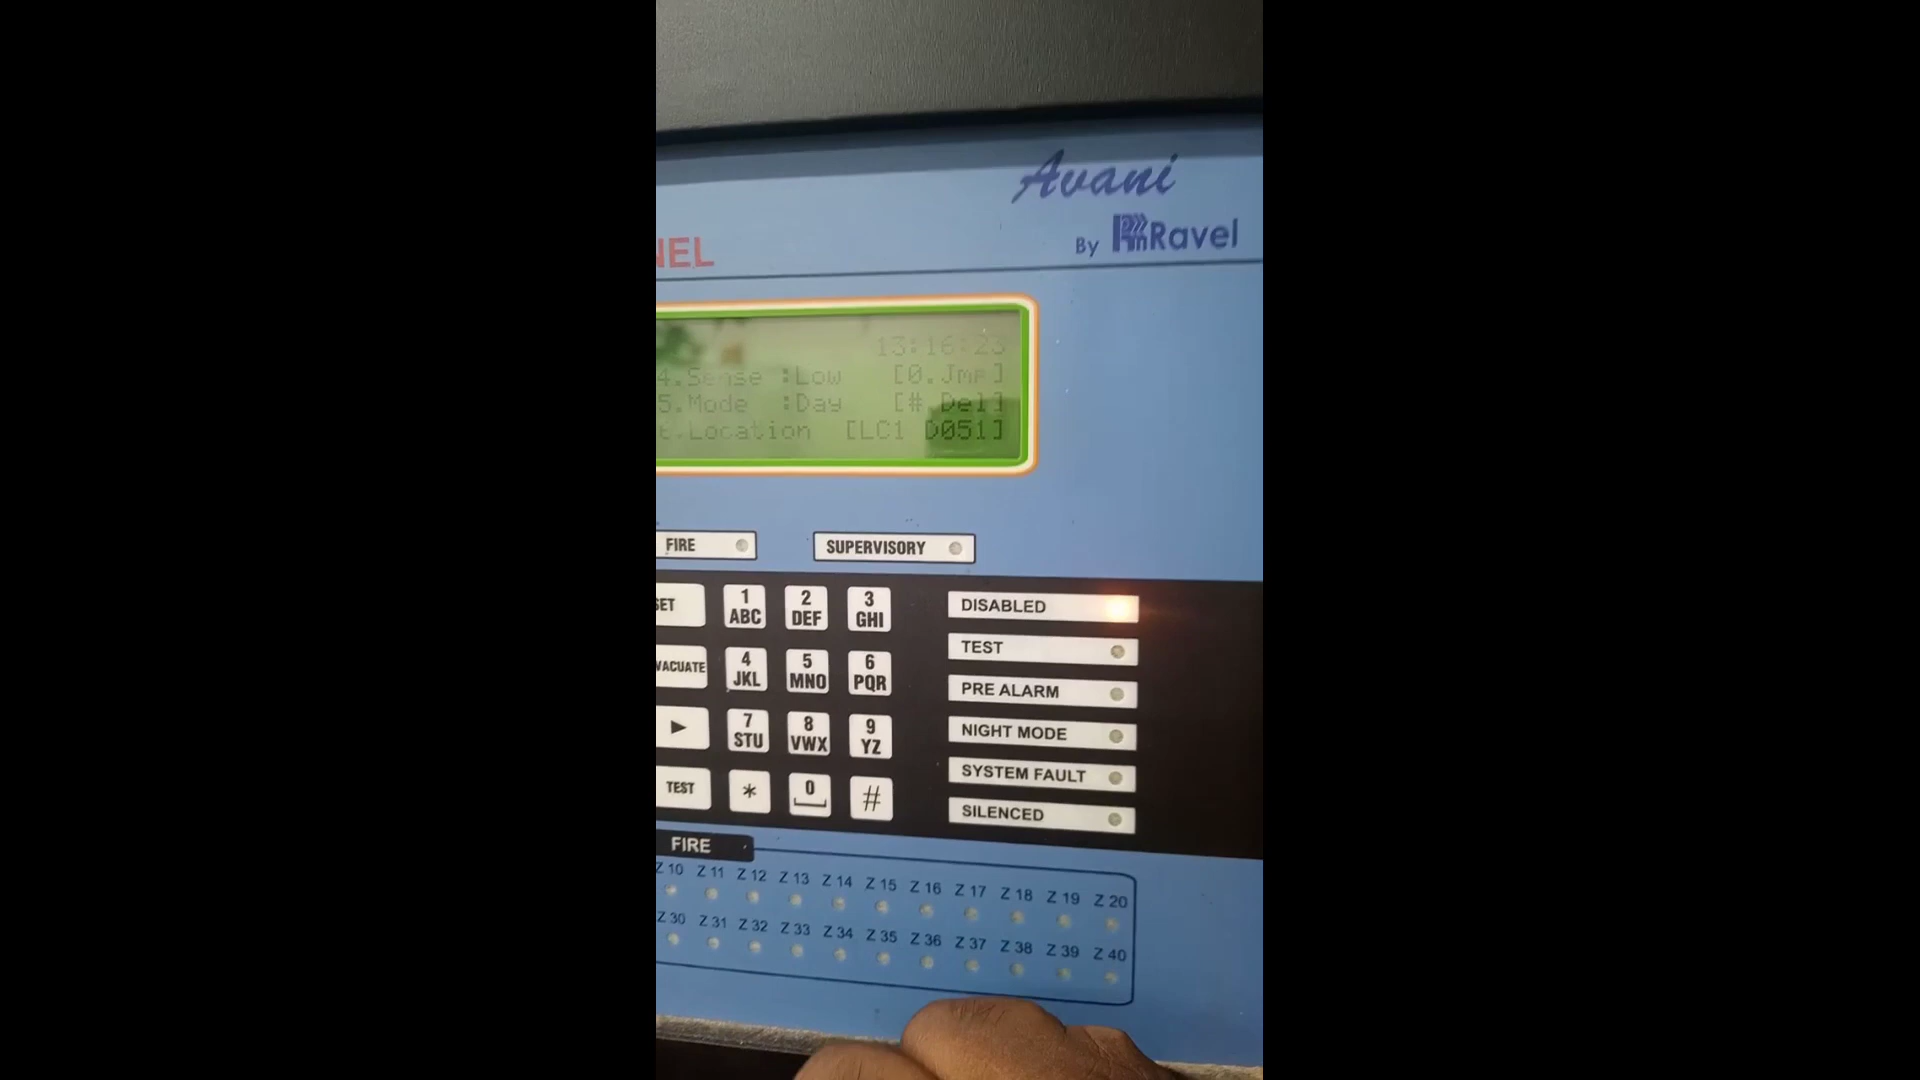 Avani
By Ravel
NEL
13:16:23
4.Sense :Low [0.Jmp]
5.Mode :Day [# Del]
t.Location [LC1 D051]
FIRE
SUPERVISORY
SET
1 2 3
ABC DEF GHI
DISABLED
TEST
VACUATE
4 5 6
JKL MNO PQR
PRE ALARM
7 8 9
STU VWX YZ
NIGHT MODE
SYSTEM FAULT
TEST
* 0 #
SILENCED
FIRE
Z 10 Z 11 Z 12 Z 13 Z 14 Z 15 Z 16 Z 17 Z 18 Z 19 Z 20
Z 30 Z 31 Z 32 Z 33 Z 34 Z 35 Z 36 Z 37 Z 38 Z 39 Z 40